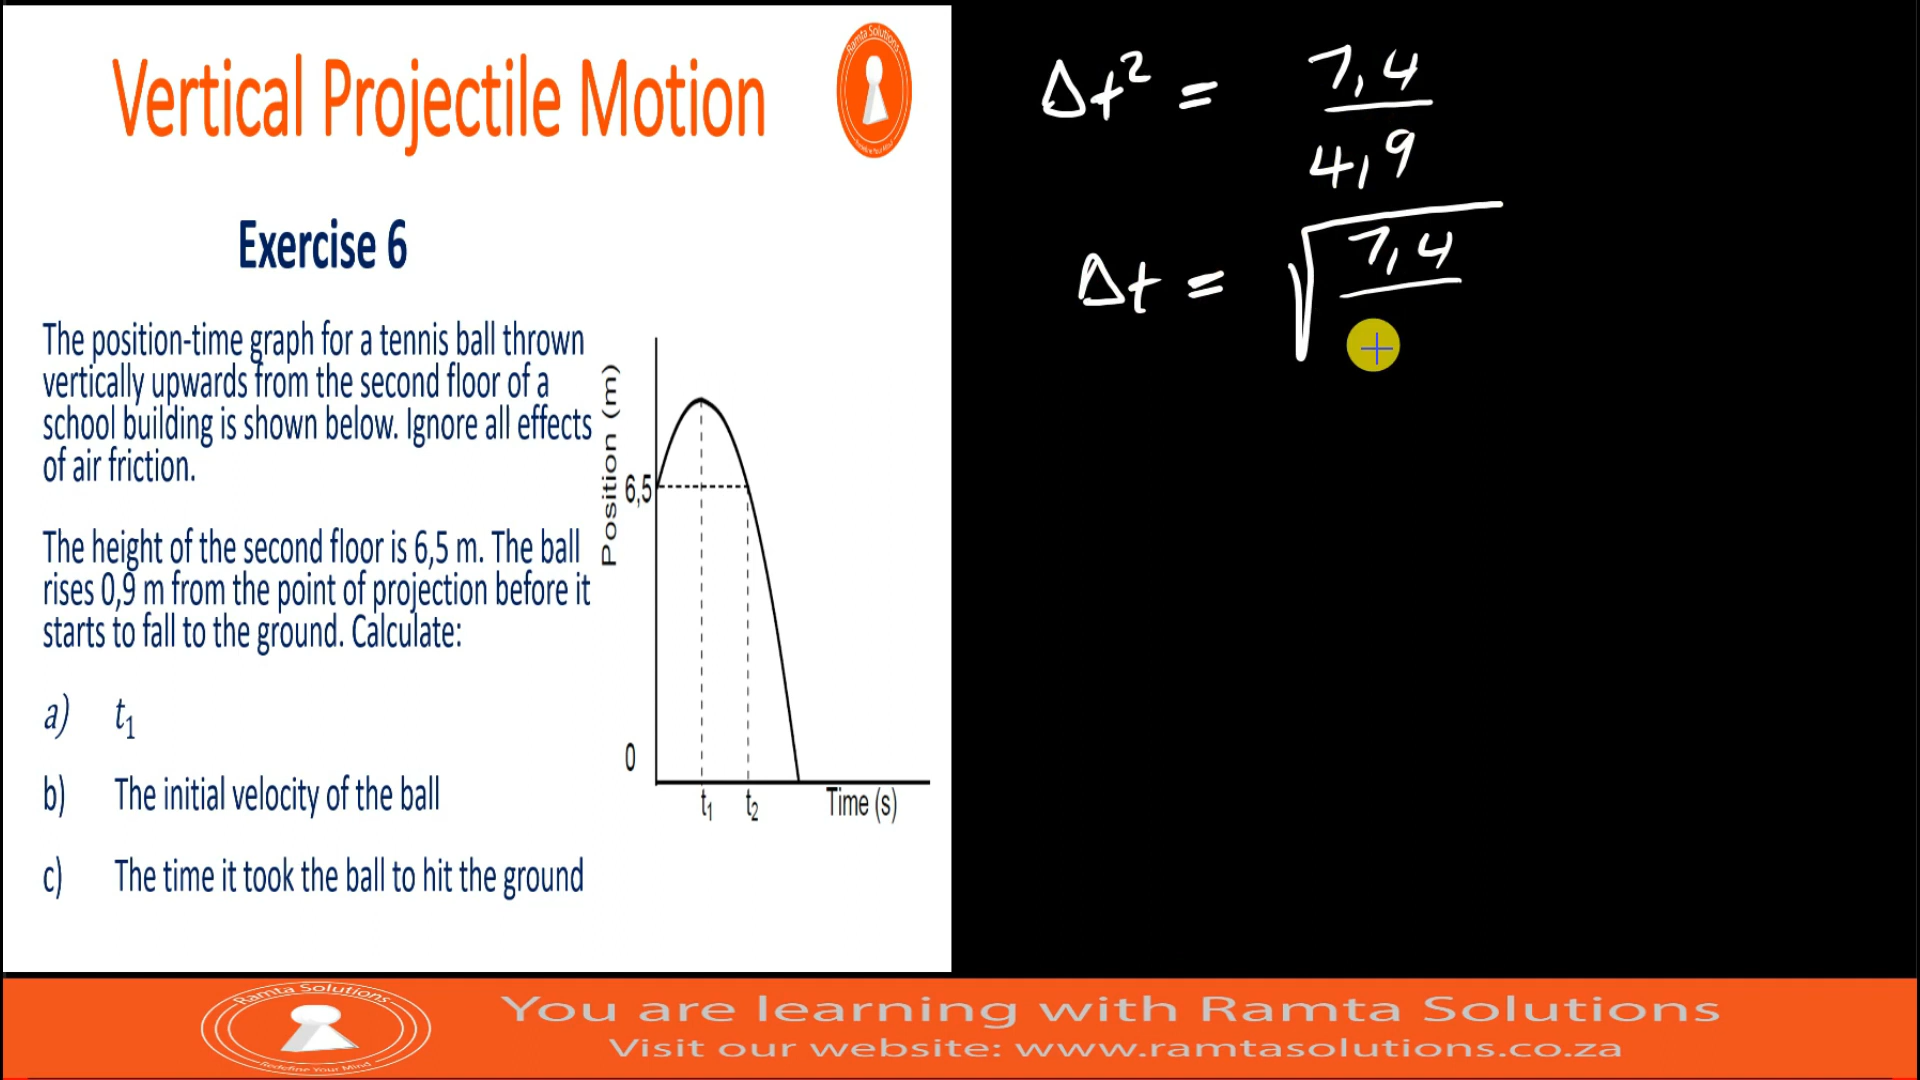 Vertical Projectile Motion
Ramta Solutions
Exercise 6
The position-time graph for a tennis ball thrown
vertically upwards from the second floor of a
school building is shown below. Ignore all effects
of air friction.
The height of the second floor is 6,5 m. The ball
rises 0,9 m from the point of projection before it
starts to fall to the ground. Calculate:
a) t₁
b) The initial velocity of the ball
c) The time it took the ball to hit the ground
Position (m)
6,5
0
t₁ t₂ Time (s)
Δt² = 7,4
4,9
Δt = √7,4
Ramta Solutions
Redefine Your Mind
You are learning with Ramta Solutions
Visit our website: www.ramtasolutions.co.za